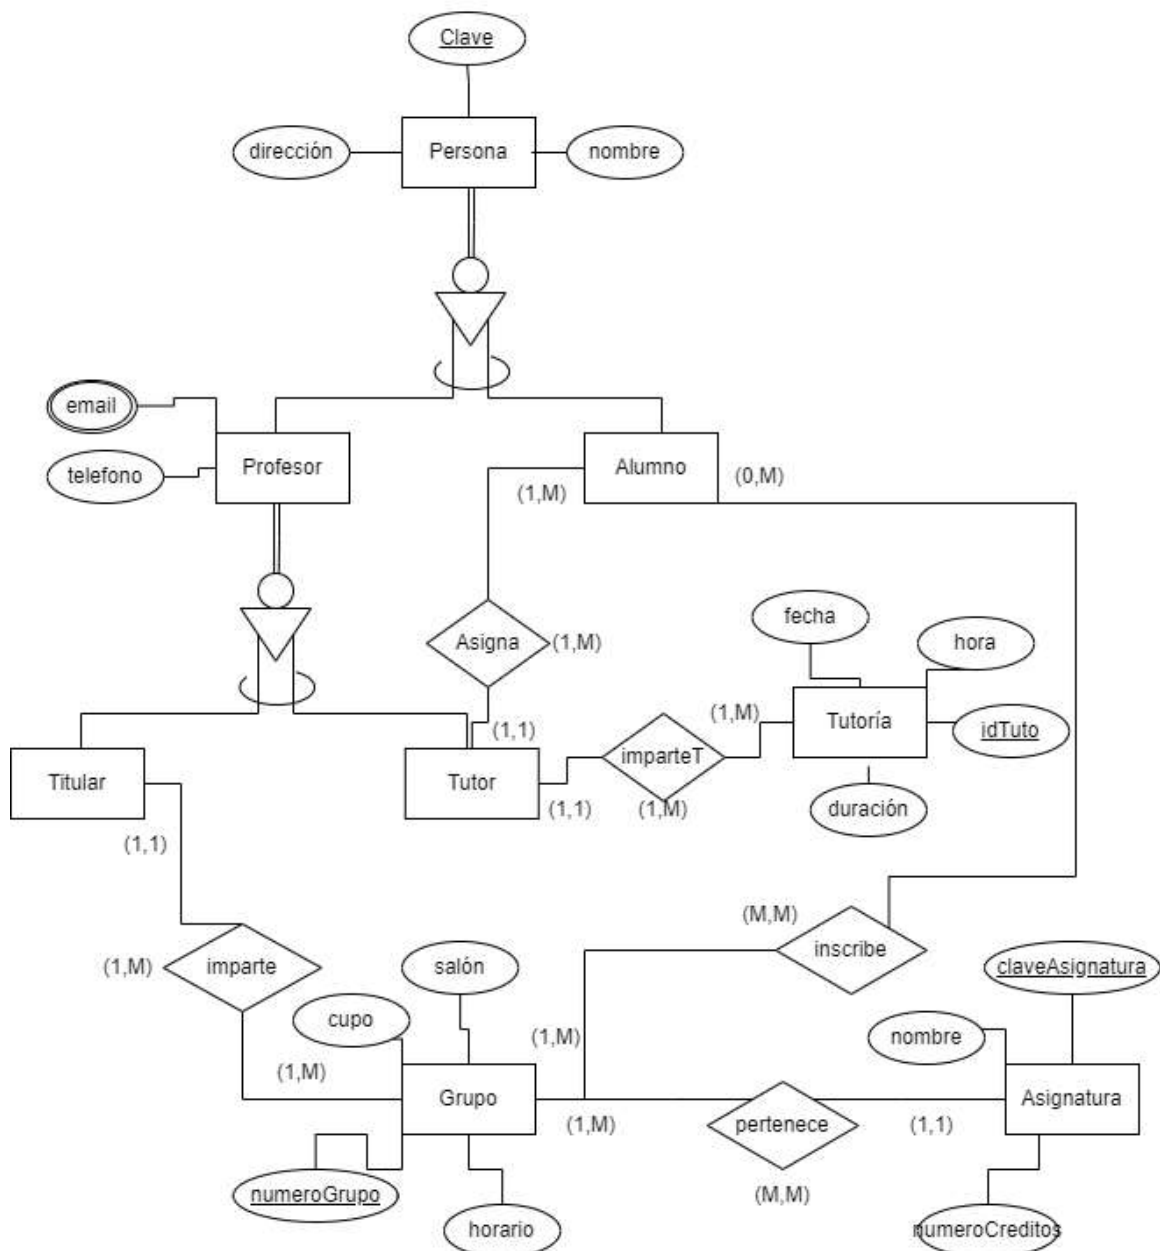 Clave
dirección
Persona
nombre
email
telefono
Profesor
Alumno
(1,M)
(0,M)
Asigna
(1,M)
fecha
hora
(1,M)
Tutoría
idTuto
(1,1)
imparteT
Titular
Tutor
(1,1)
(1,M)
duración
(1,1)
(M,M)
inscribe
(1,M)
imparte
salón
claveAsignatura
cupo
nombre
(1,M)
(1,M)
Grupo
(1,M)
pertenece
(1,1)
Asignatura
(M,M)
numeroGrupo
horario
numeroCreditos